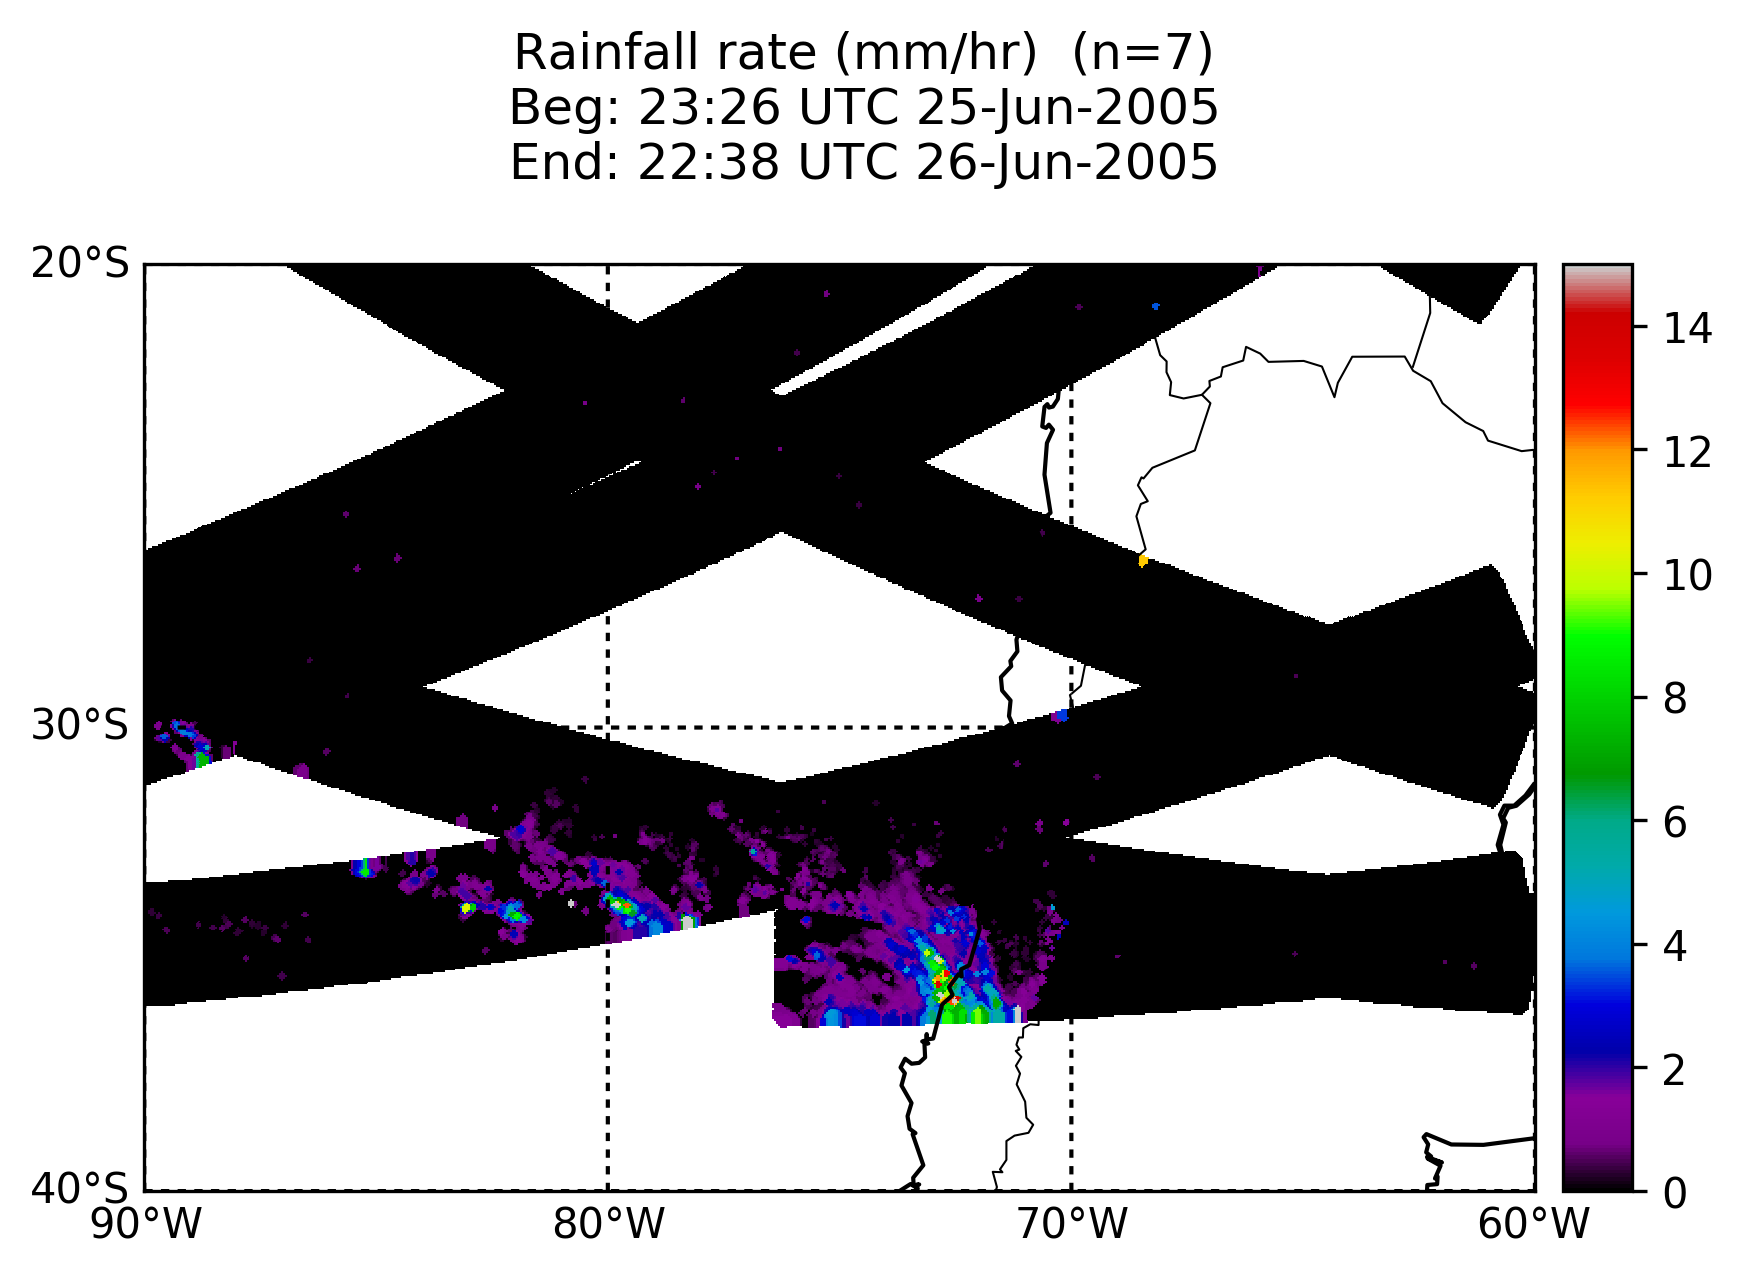 Rainfall rate (mm/hr)  (n=7)
Beg: 23:26 UTC 25-Jun-2005
End: 22:38 UTC 26-Jun-2005
20°S
30°S
40°S
90°W
80°W
70°W
60°W
14
12
10
8
6
4
2
0